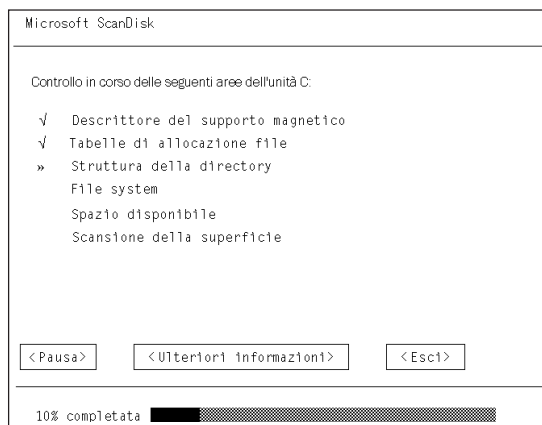 Microsoft ScanDisk
Controllo in corso delle seguenti aree dell'unità C:
√ Descrittore del supporto magnetico
√ Tabelle di allocazione file
» Struttura della directory
File system
Spazio disponibile
Scansione della superficie
<Pausa> <Ulteriori informazioni> <Esci>
10% completata